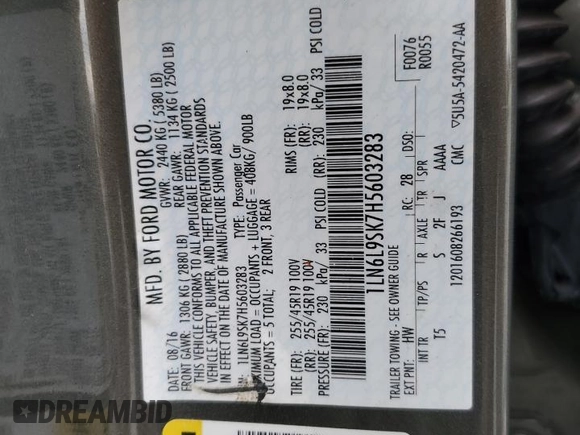 MFD. BY FORD MOTOR CO.
DATE: 08/16 GVWR: 2440 KG ( 5380 LB)
FRONT GAWR: 1306 KG (2880 LB) REAR GAWR: 1134 KG ( 2500 LB)
THIS VEHICLE CONFORMS TO ALL APPLICABLE FEDERAL MOTOR
VEHICLE SAFETY, BUMPER, AND THEFT PREVENTION STANDARDS
IN EFFECT ON THE DATE OF MANUFACTURE SHOWN ABOVE.
VIN: 1LN6L9SK7H5603283 TYPE: Passenger Car
MAXIMUM LOAD = OCCUPANTS + LUGGAGE = 408KG/ 900LB
OCCUPANTS = 5 TOTAL; 2 FRONT, 3 REAR
TIRE (FR): 255/45R19 100V RIMS (FR): 19x8.0
(RR): 255/45R19 100V (RR): 19x8.0
PRESSURE (FR): 230 kPa/ 33 PSI COLD (RR): 230 kPa/ 33 PSI COLD
1LN6L9SK7H5603283
TRAILER TOWING - SEE OWNER GUIDE F0076
EXT PNT: HW RC: 28 DSO: R0055
INT TR TP/PS R AXLE TR SPR
T5 S 2F J AAAA
1201608266193 CMC ▽5U5A-5420472-AA
DREAMBID